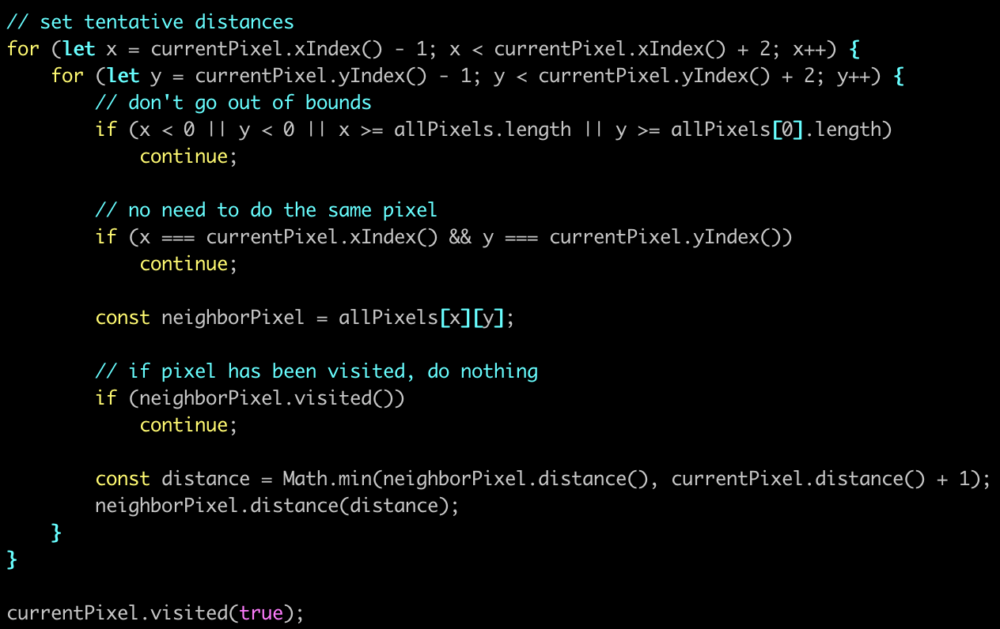 // set tentative distances
for (let x = currentPixel.xIndex() - 1; x < currentPixel.xIndex() + 2; x++) {
    for (let y = currentPixel.yIndex() - 1; y < currentPixel.yIndex() + 2; y++) {
        // don't go out of bounds
        if (x < 0 || y < 0 || x >= allPixels.length || y >= allPixels[0].length)
            continue;

        // no need to do the same pixel
        if (x === currentPixel.xIndex() && y === currentPixel.yIndex())
            continue;

        const neighborPixel = allPixels[x][y];

        // if pixel has been visited, do nothing
        if (neighborPixel.visited())
            continue;

        const distance = Math.min(neighborPixel.distance(), currentPixel.distance() + 1);
        neighborPixel.distance(distance);
    }
}

currentPixel.visited(true);